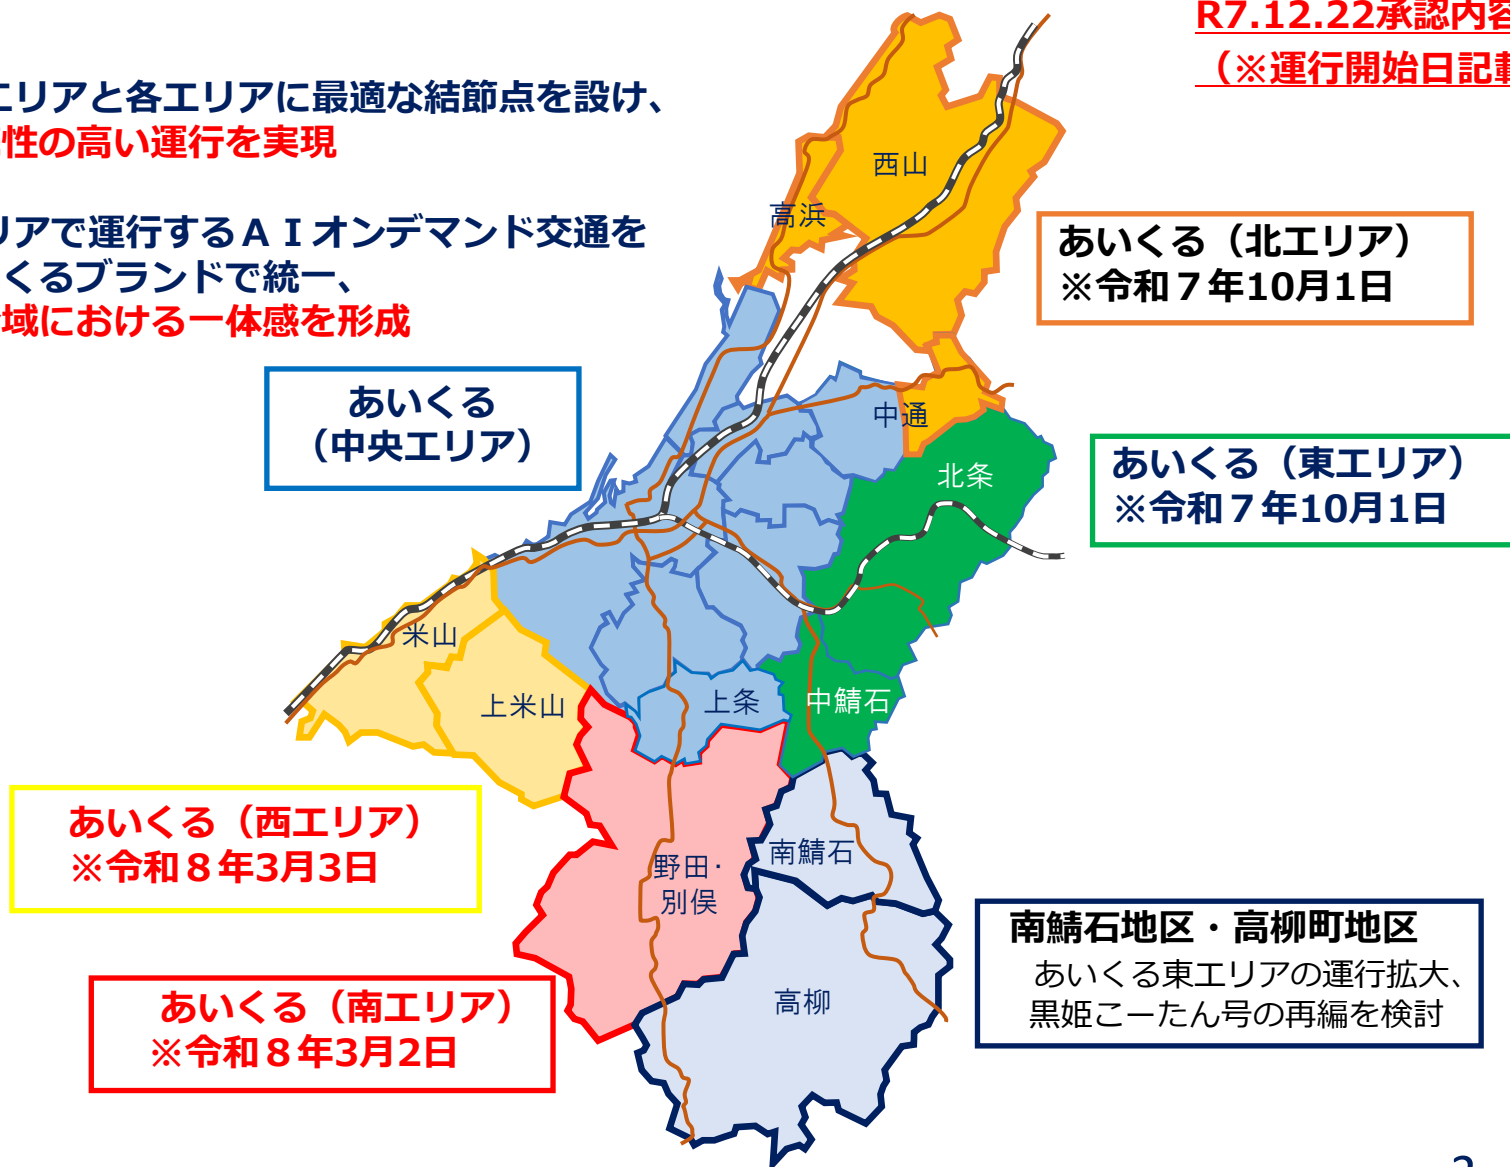 R7.12.22承認内容
（※運行開始日記載
エリアと各エリアに最適な結節点を設け、
性の高い運行を実現
リアで運行するＡＩオンデマンド交通を
くるブランドで統一、
域における一体感を形成
西山
高浜
あいくる（北エリア）
※令和７年10月1日
あいくる
（中央エリア）
中通
北条
あいくる（東エリア）
※令和７年10月1日
米山
上米山
上条
中鯖石
あいくる（西エリア）
※令和８年3月3日
野田・
別俣
南鯖石
南鯖石地区・高柳町地区
あいくる東エリアの運行拡大、
黒姫こーたん号の再編を検討
高柳
あいくる（南エリア）
※令和８年3月2日